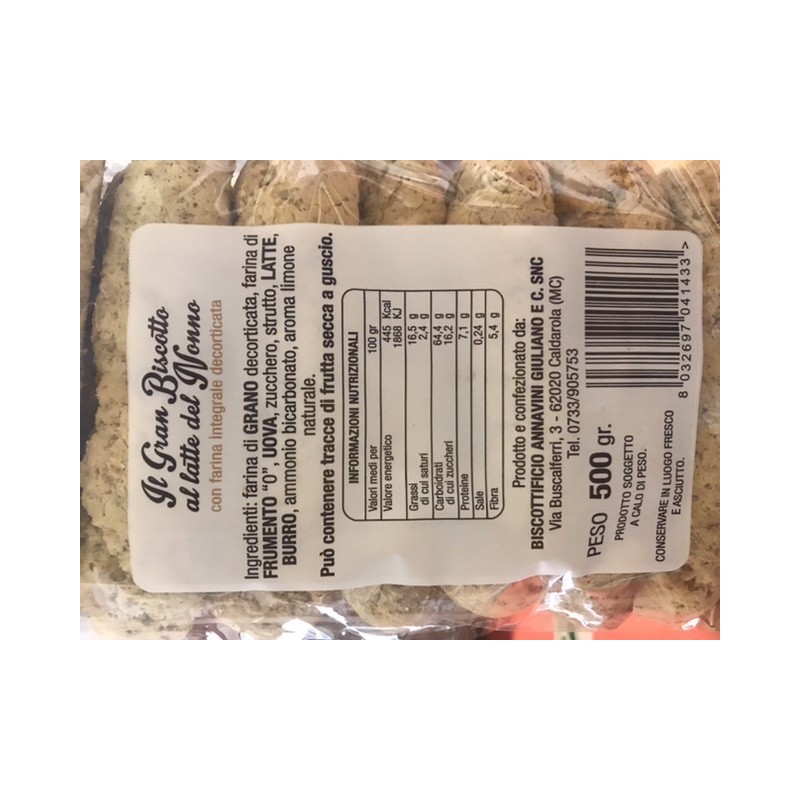 Il Gran Biscotto
al latte del Nonno
con farina integrale decorticata
Ingredienti: farina di GRANO decorticata, farina di
FRUMENTO "0", UOVA, zucchero, strutto, LATTE,
BURRO, ammonio bicarbonato, aroma limone
naturale.
Può contenere tracce di frutta secca a guscio.
INFORMAZIONI NUTRIZIONALI
Valori medi per 100 gr
Valore energetico 445 Kcal
1868 KJ
Grassi 16,5 g
di cui saturi 2,4 g
Carboidrati 64,4 g
di cui zuccheri 16,2 g
Proteine 7,1 g
Sale 0,24 g
Fibra 5,4 g
Prodotto e confezionato da:
BISCOTTIFICIO ANNAVINI GIULIANO E C. SNC
Via Buscalferri, 3 - 62020 Caldarola (MC)
Tel. 0733/905753
PESO 500 gr.
PRODOTTO SOGGETTO
A CALO DI PESO.
CONSERVARE IN LUOGO FRESCO
E ASCIUTTO.
8 032697 041433 >